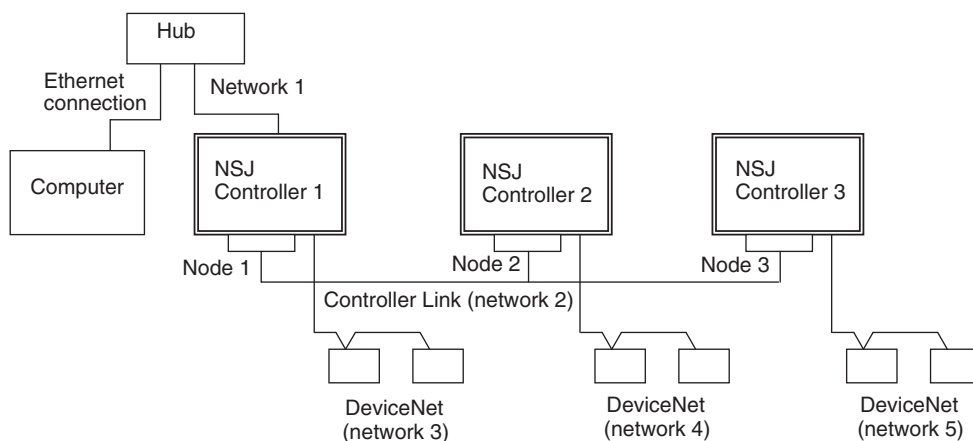 Hub
Ethernet
connection
Network 1
Computer
NSJ
Controller 1
NSJ
Controller 2
NSJ
Controller 3
Node 1
Node 2
Node 3
Controller Link (network 2)
DeviceNet
(network 3)
DeviceNet
(network 4)
DeviceNet
(network 5)